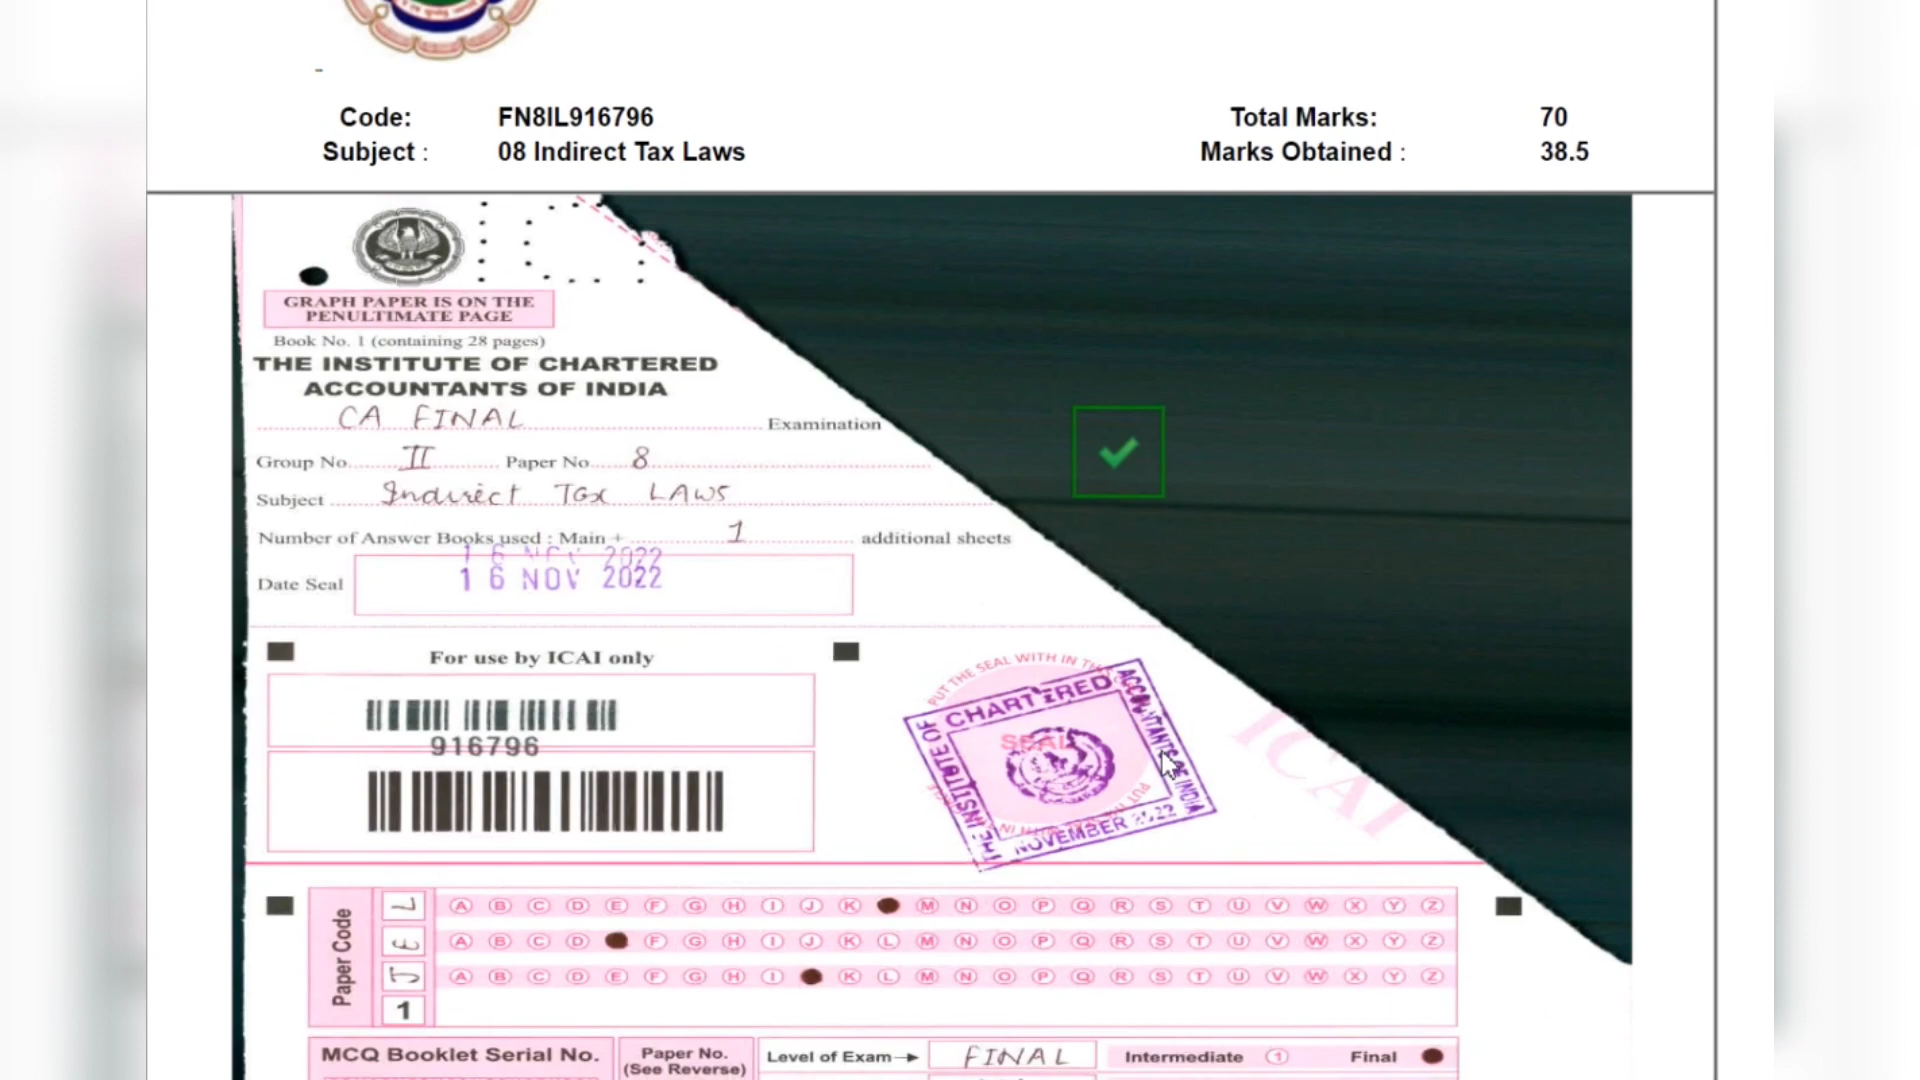 Code: FN8IL916796 Total Marks: 70
Subject : 08 Indirect Tax Laws Marks Obtained : 38.5
GRAPH PAPER IS ON THE
PENULTIMATE PAGE
Book No. 1 (containing 28 pages)
THE INSTITUTE OF CHARTERED
ACCOUNTANTS OF INDIA
CA FINAL Examination
Group No. II Paper No. 8
Subject Indirect Tax LAWS
Number of Answer Books used : Main + 1 additional sheets
16 NOV 2022
Date Seal 16 NOV 2022
For use by ICAI only
916796
PUT THE SEAL WITH IN THE
SEAL
THE INSTITUTE OF CHARTERED ACCOUNTANTS OF INDIA
NOVEMBER 2022
ICAI
Paper Code
L A B C D E F G H I J K M N O P Q R S T U V W X Y Z
E A B C D F G H I J K L M N O P Q R S T U V W X Y Z
J A B C D E F G H I K L M N O P Q R S T U V W X Y Z
1
MCQ Booklet Serial No. Paper No. (See Reverse) Level of Exam FINAL Intermediate 1 Final